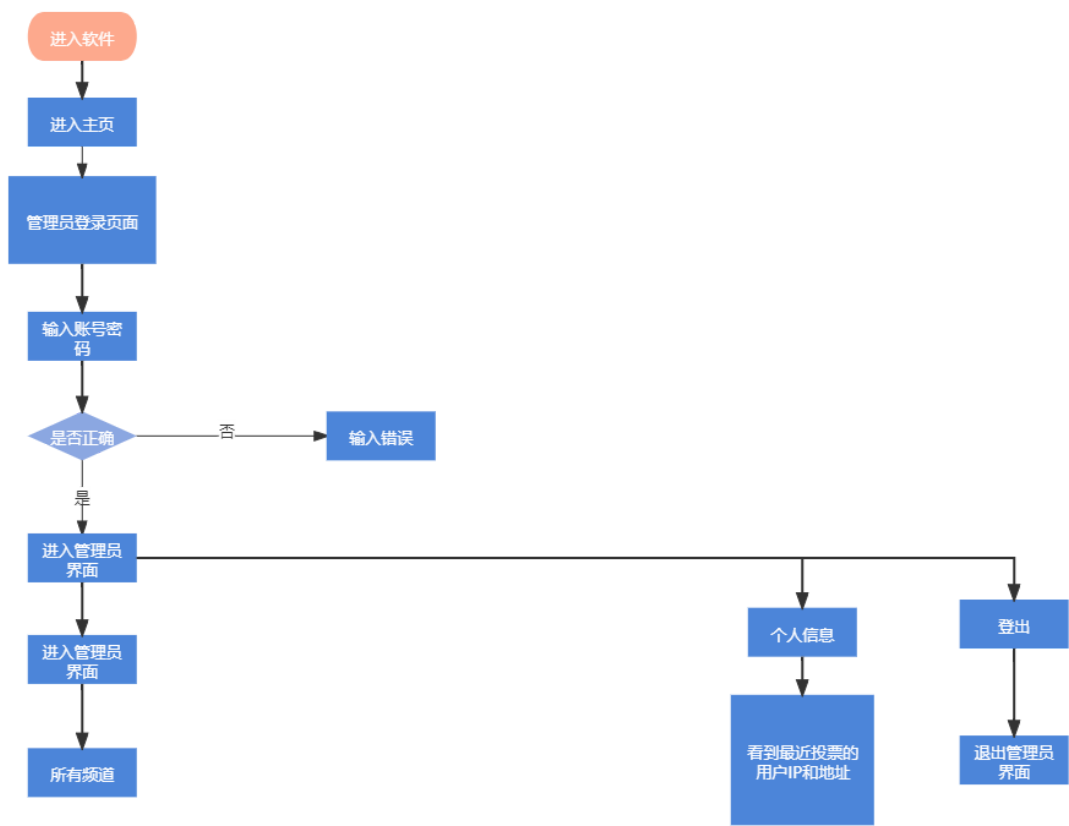 进入软件
进入主页
管理员登录页面
输入账号密
码
是否正确
否
输入错误
是
进入管理员
界面
进入管理员
界面
个人信息
登出
所有频道
看到最近投票的
用户IP和地址
退出管理员
界面